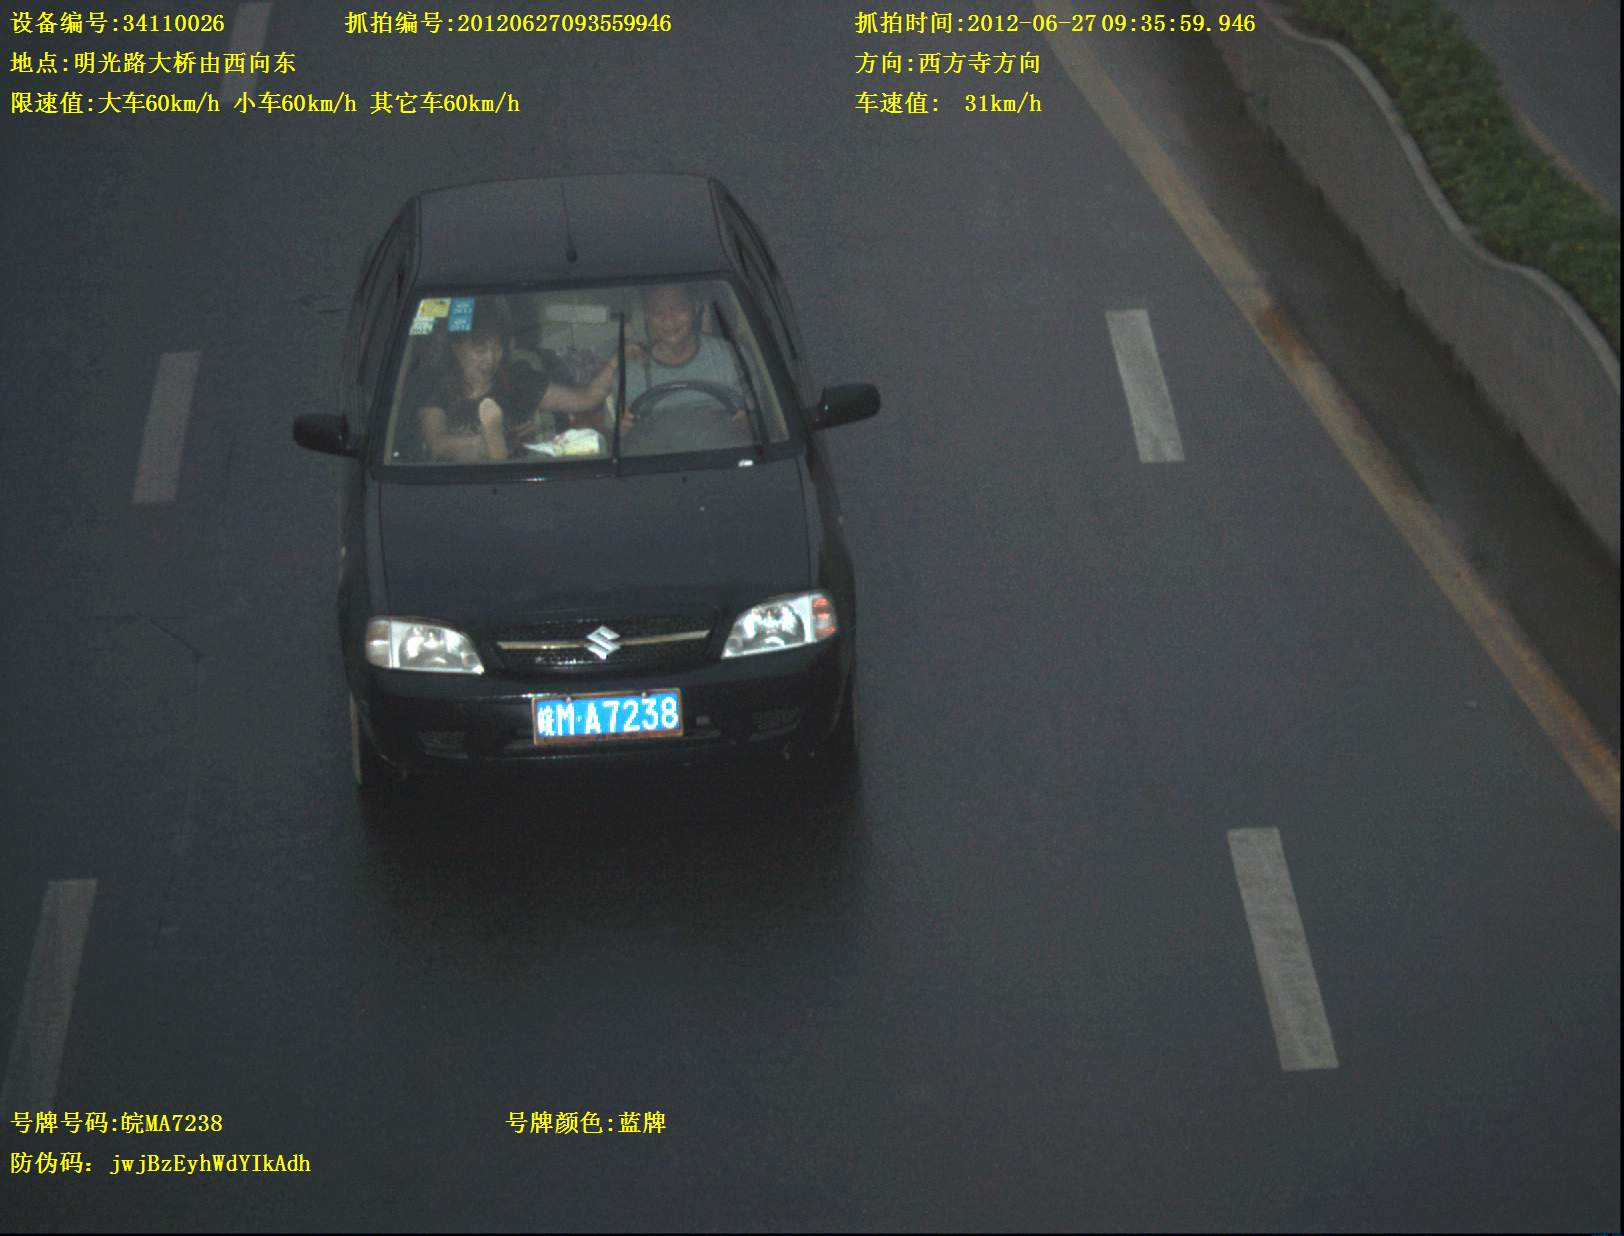 设备编号:34110026 抓拍编号:20120627093559946 抓拍时间:2012-06-27 09:35:59.946
地点:明光路大桥由西向东 方向:西方寺方向
限速值:大车60km/h 小车60km/h 其它车60km/h 车速值: 31km/h
皖M·A7238
号牌号码:皖MA7238 号牌颜色:蓝牌
防伪码: jwjBzEyhWdYIkAdh